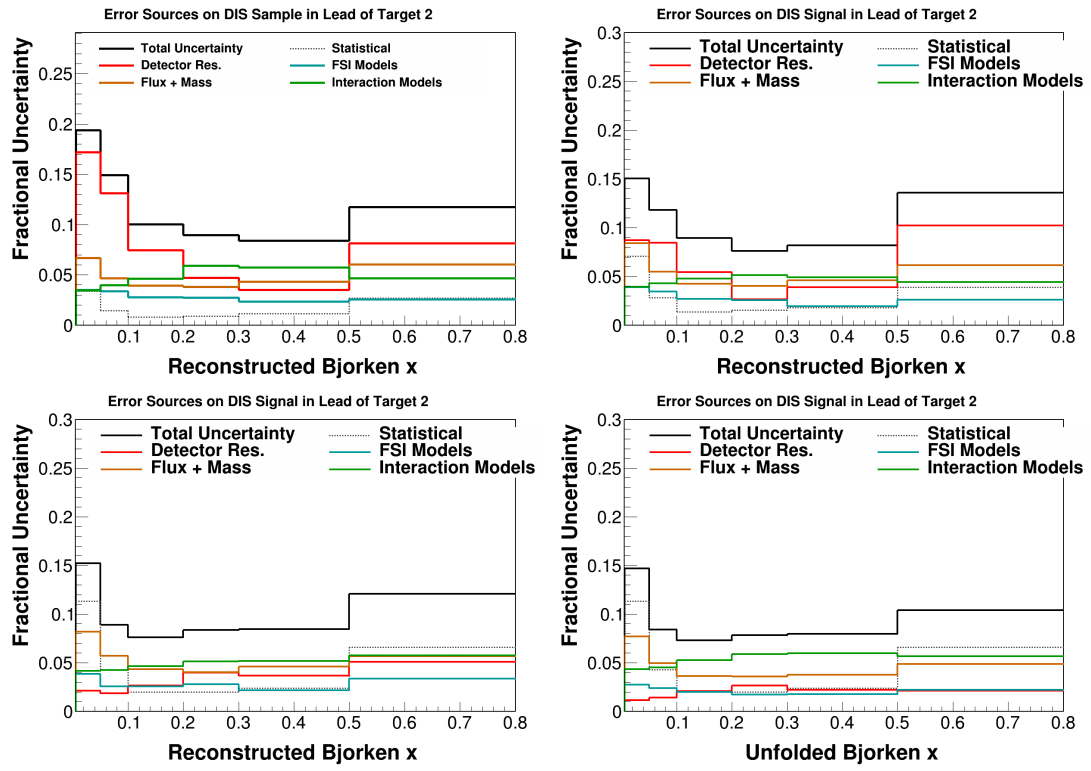 Error Sources on DIS Sample in Lead of Target 2
Fractional Uncertainty
Total Uncertainty
Statistical
Detector Res.
FSI Models
Flux + Mass
Interaction Models
0.25
0.2
0.15
0.1
0.05
0
0.1 0.2 0.3 0.4 0.5 0.6 0.7 0.8
Reconstructed Bjorken x
Error Sources on DIS Signal in Lead of Target 2
Fractional Uncertainty
Total Uncertainty
Statistical
Detector Res.
FSI Models
Flux + Mass
Interaction Models
0.3
0.25
0.2
0.15
0.1
0.05
0
0.1 0.2 0.3 0.4 0.5 0.6 0.7 0.8
Reconstructed Bjorken x
Error Sources on DIS Signal in Lead of Target 2
Fractional Uncertainty
Total Uncertainty
Statistical
Detector Res.
FSI Models
Flux + Mass
Interaction Models
0.3
0.25
0.2
0.15
0.1
0.05
0
0.1 0.2 0.3 0.4 0.5 0.6 0.7 0.8
Reconstructed Bjorken x
Error Sources on DIS Signal in Lead of Target 2
Fractional Uncertainty
Total Uncertainty
Statistical
Detector Res.
FSI Models
Flux + Mass
Interaction Models
0.3
0.25
0.2
0.15
0.1
0.05
0
0.1 0.2 0.3 0.4 0.5 0.6 0.7 0.8
Unfolded Bjorken x